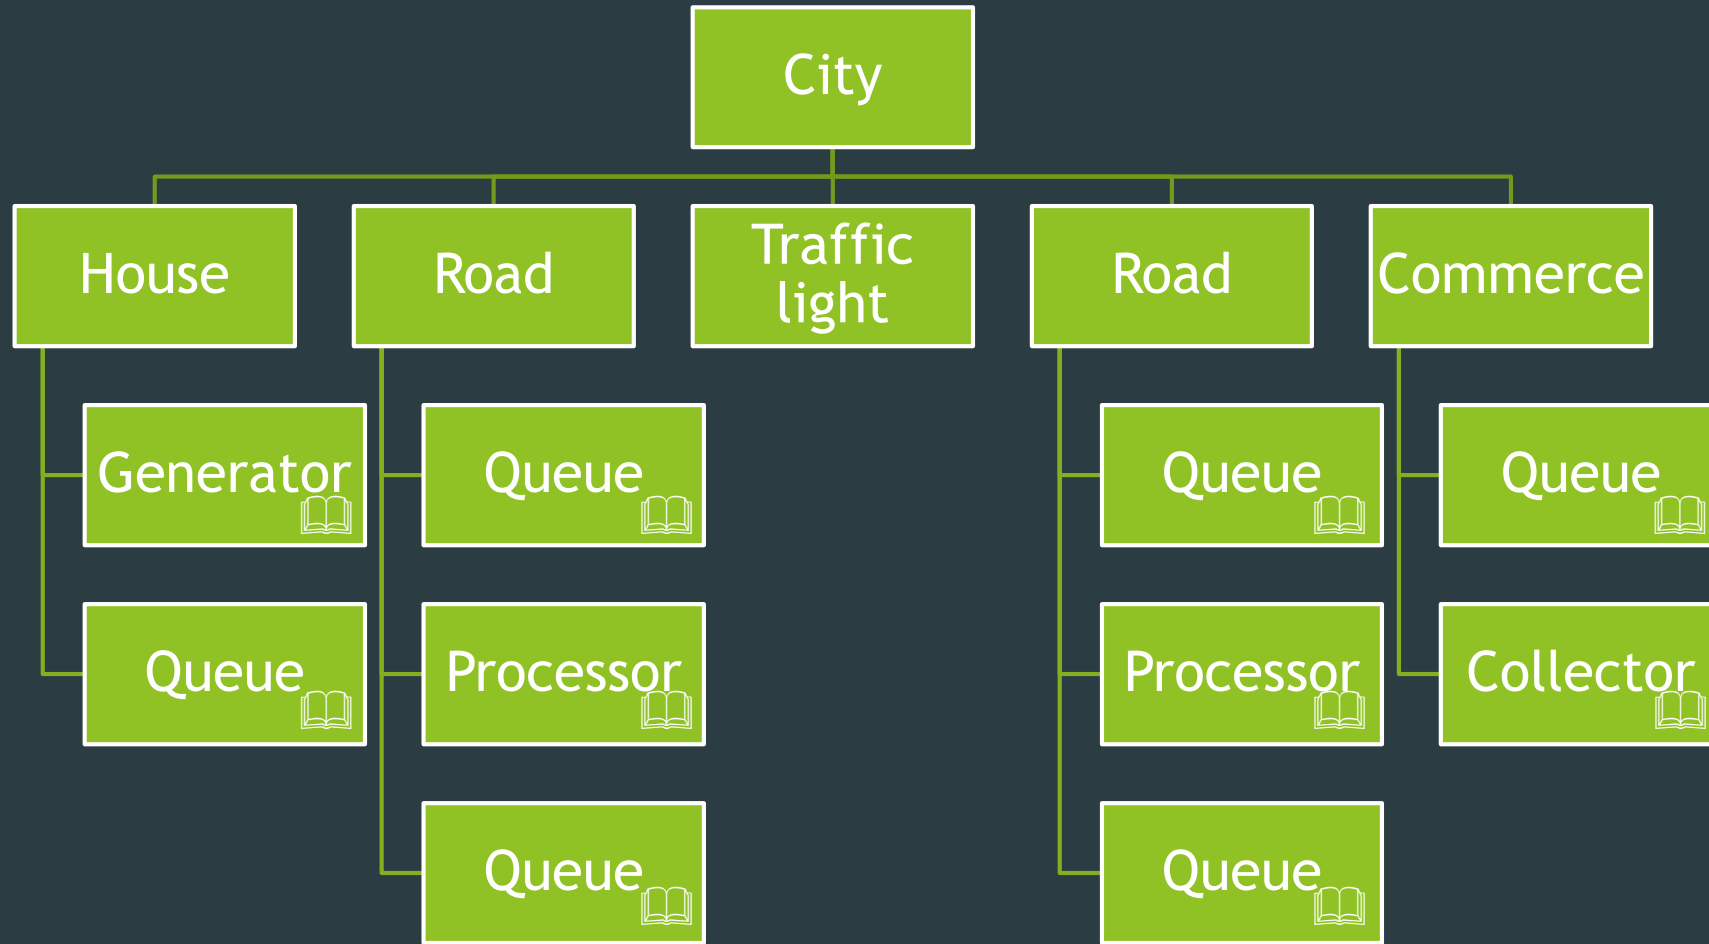 City
House
Road
Traffic
light
Road
Commerce
Generator
Queue
Queue
Queue
Queue
Processor
Processor
Collector
Queue
Queue